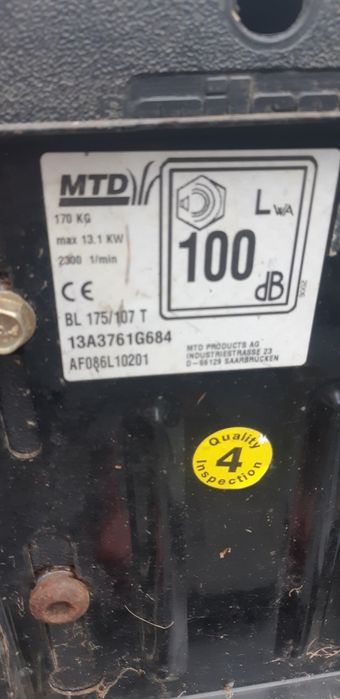 MTD
170 KG
max 13.1 KW
2300 1/min
CE
LWA
100
dB
BL 175/107 T
13A3761G684
AF086L10201
MTD PRODUCTS AG
INDUSTRIESTRASSE 23
D-66129 SAARBRÜCKEN
Quality
4
Inspection